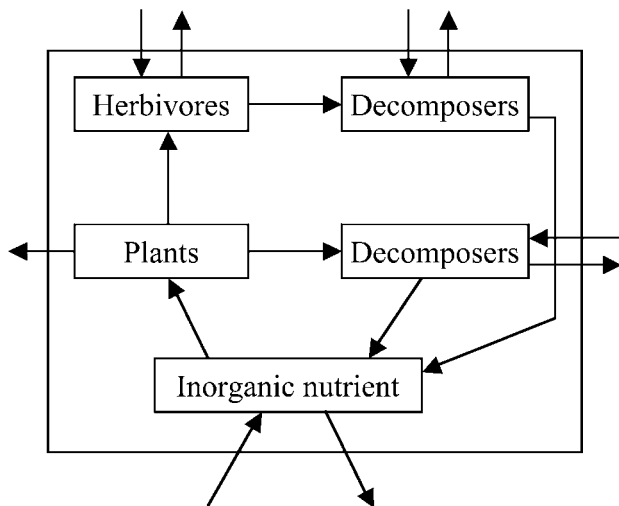 Herbivores
Decomposers
Plants
Decomposers
Inorganic nutrient